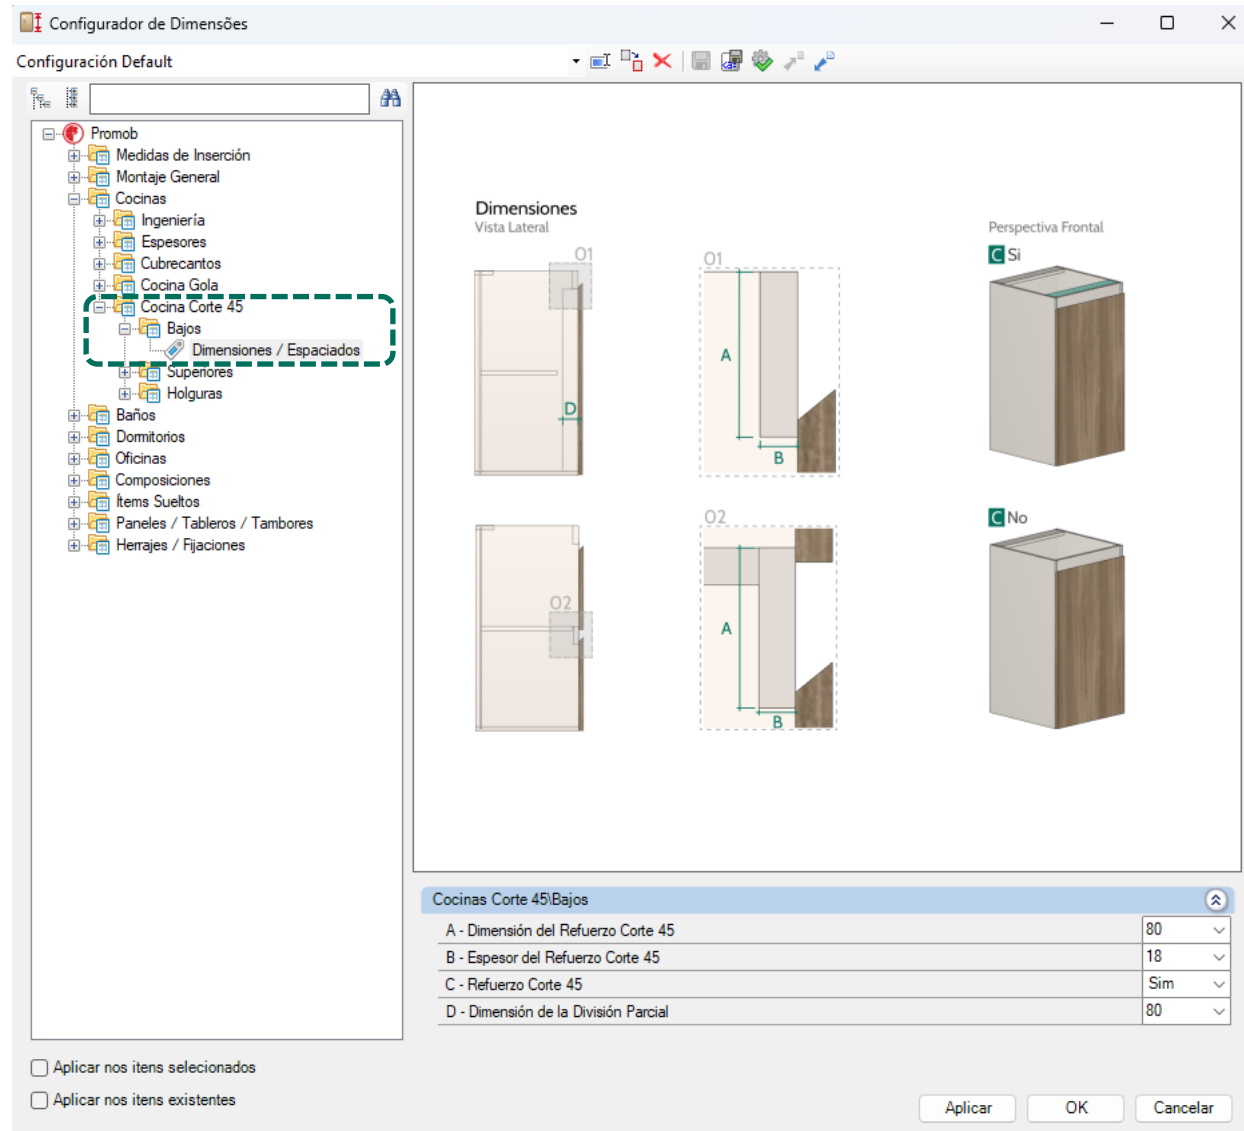 Configurador de Dimensões
Configuración Default
Promob
Medidas de Inserción
Montaje General
Cocinas
Ingeniería
Espesores
Cubrecantos
Cocina Gola
Cocina Corte 45
Bajos
Dimensiones / Espaciados
Superiores
Holguras
Baños
Dormitorios
Oficinas
Composiciones
Ítems Sueltos
Paneles / Tableros / Tambores
Herrajes / Fijaciones
Dimensiones
Vista Lateral
Perspectiva Frontal
01
01
C Si
A
D
B
02
C No
02
A
B
Cocinas Corte 45\Bajos
A - Dimensión del Refuerzo Corte 45 80
B - Espesor del Refuerzo Corte 45 18
C - Refuerzo Corte 45 Sim
D - Dimensión de la División Parcial 80
Aplicar nos itens selecionados
Aplicar nos itens existentes
Aplicar OK Cancelar